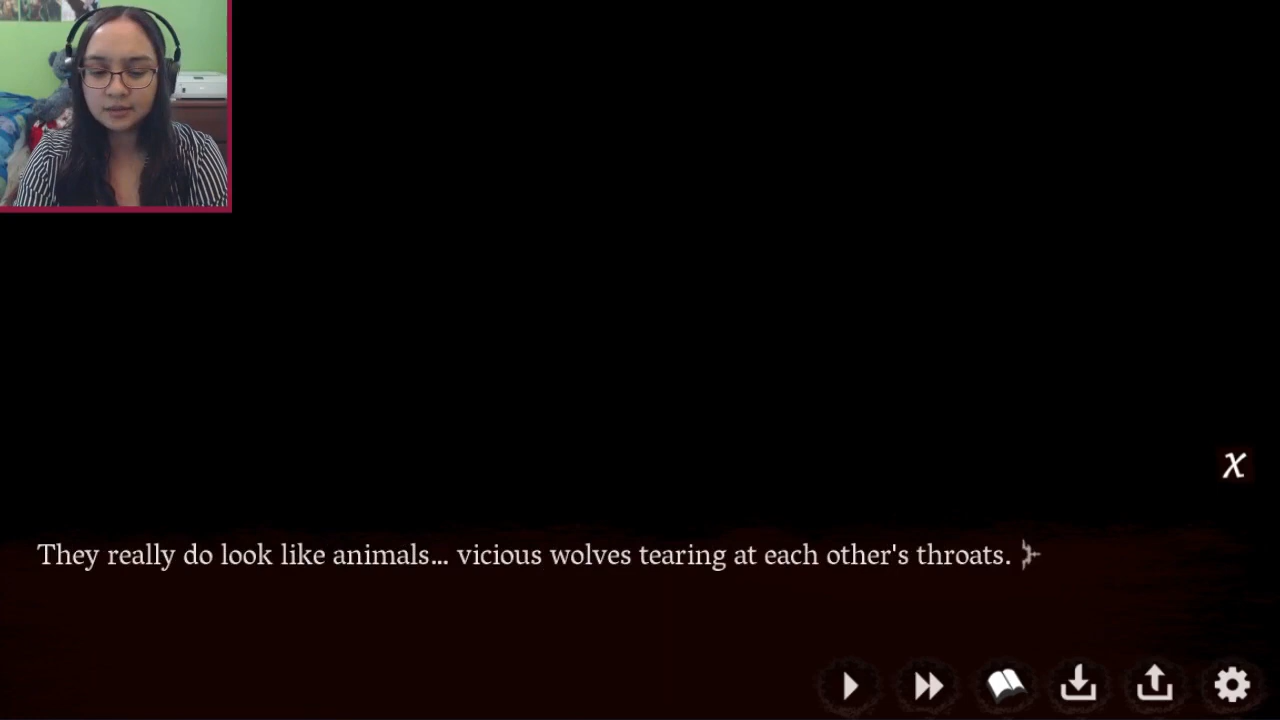 They really do look like animals... vicious wolves tearing at each other's throats.
X